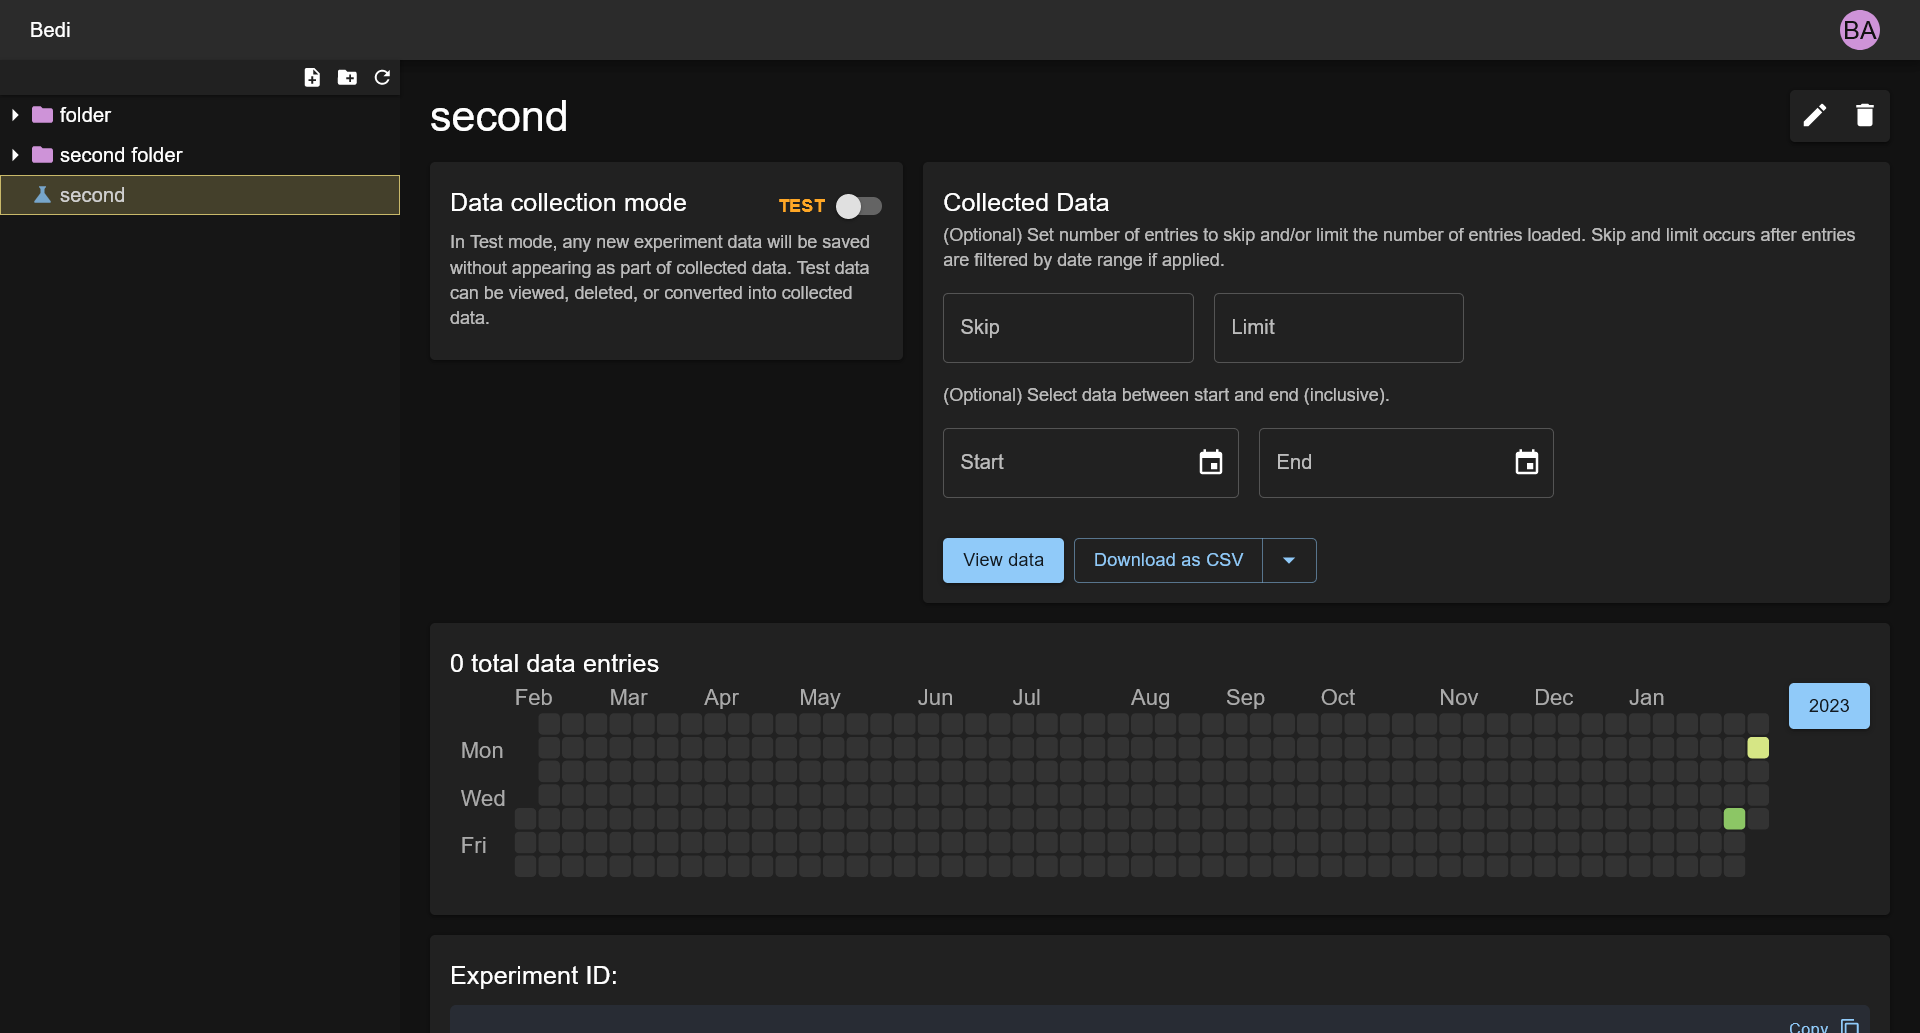 Bedi
BA
folder
second folder
second
second
Data collection mode
TEST
In Test mode, any new experiment data will be saved
without appearing as part of collected data. Test data
can be viewed, deleted, or converted into collected
data.
Collected Data
(Optional) Set number of entries to skip and/or limit the number of entries loaded. Skip and limit occurs after entries
are filtered by date range if applied.
Skip
Limit
(Optional) Select data between start and end (inclusive).
Start
End
View data
Download as CSV
0 total data entries
Feb Mar Apr May Jun Jul Aug Sep Oct Nov Dec Jan
2023
Mon
Wed
Fri
Experiment ID:
Copy